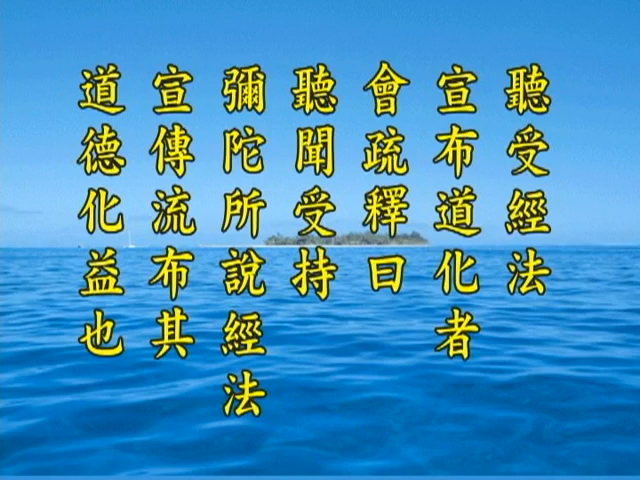 聽受經法
宣布道化者
會疏釋曰
聽聞受持
彌陀所說經法
宣傳流布其
道德化益也